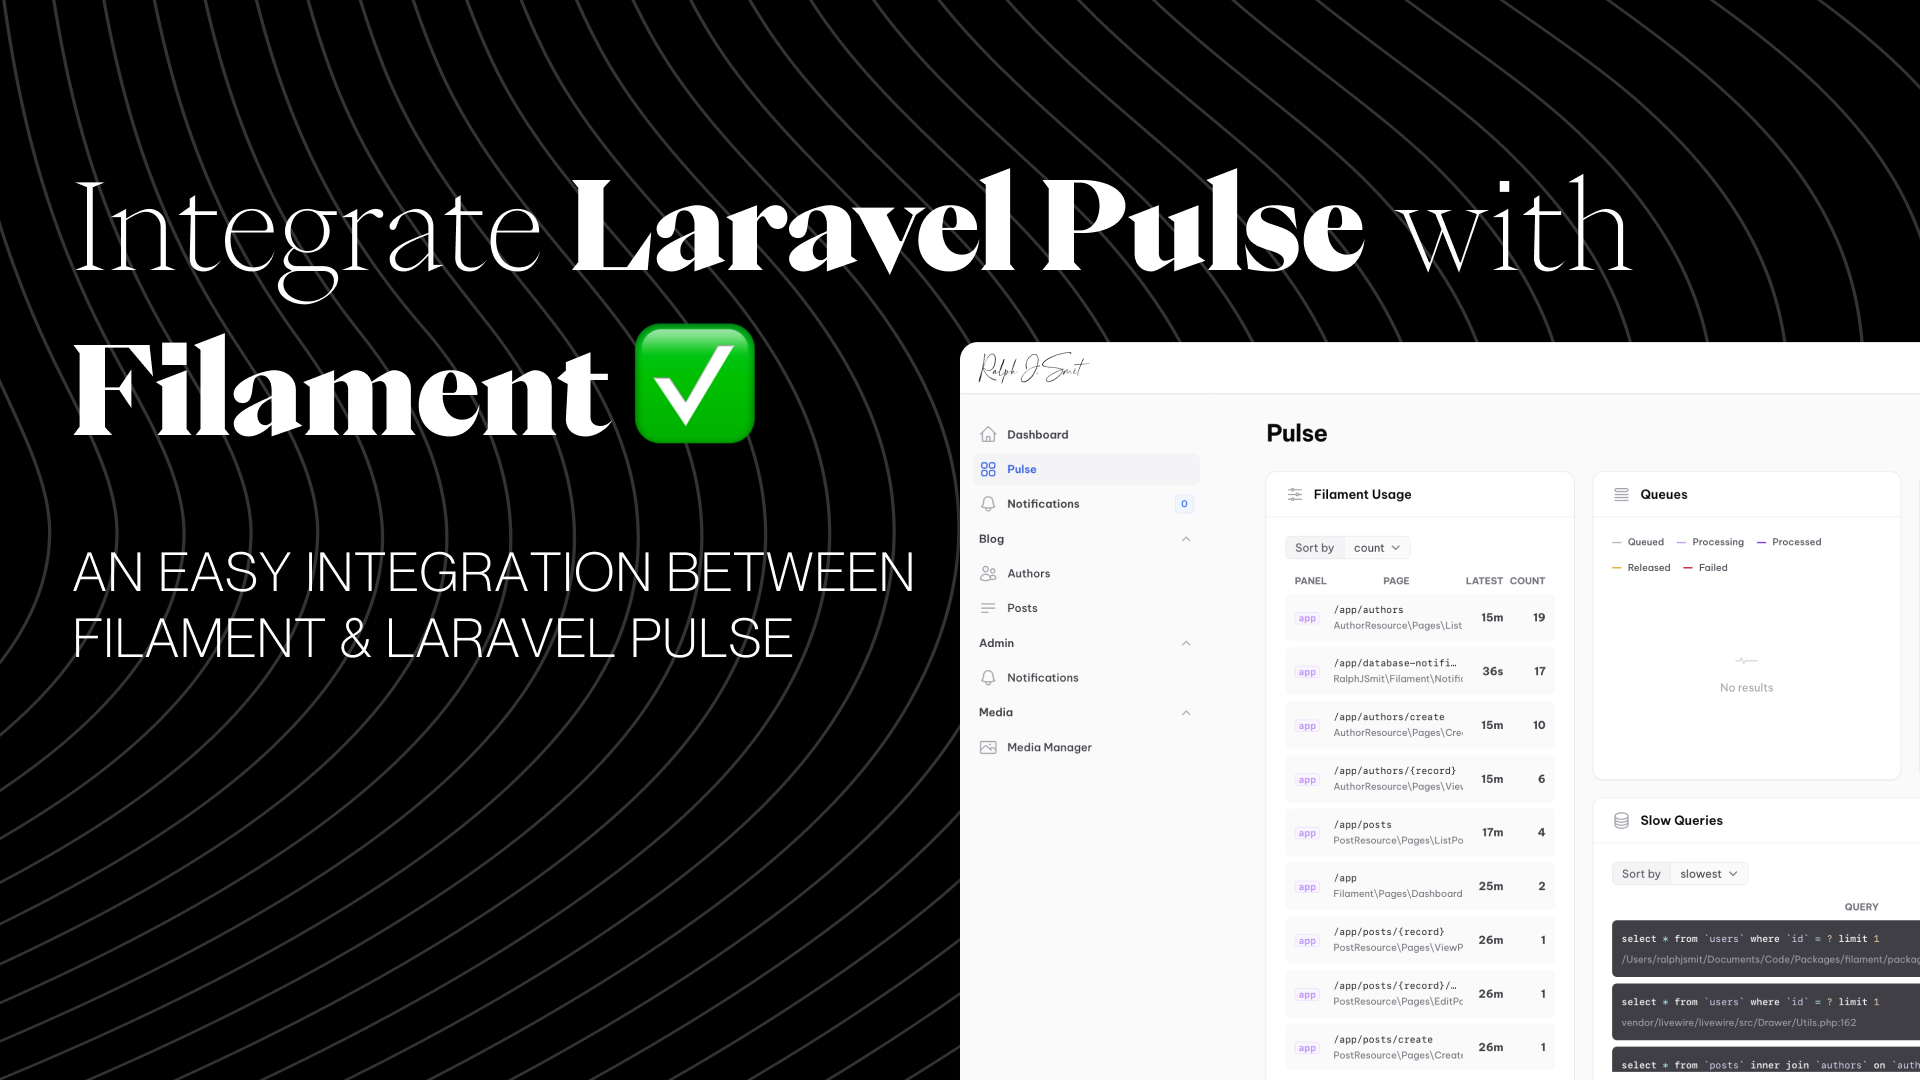 Integrate Laravel Pulse with
Filament ✅
AN EASY INTEGRATION BETWEEN
FILAMENT & LARAVEL PULSE
Ralph J. Smit
Dashboard
Pulse
Notifications 0
Blog
Authors
Posts
Admin
Notifications
Media
Media Manager
Pulse
Filament Usage
Sort by count
PANEL PAGE LATEST COUNT
app /app/authors 15m 19
AuthorResource\Pages\List
app /app/database-notifi… 36s 17
RalphJSmit\Filament\Notific
app /app/authors/create 15m 10
AuthorResource\Pages\Crea
app /app/authors/{record} 15m 6
AuthorResource\Pages\View
app /app/posts 17m 4
PostResource\Pages\ListPo
app /app 25m 2
Filament\Pages\Dashboard
app /app/posts/{record} 26m 1
PostResource\Pages\ViewP
app /app/posts/{record}/… 26m 1
PostResource\Pages\EditPo
app /app/posts/create 26m 1
PostResource\Pages\Create
Queues
Queued Processing Processed
Released Failed
No results
Slow Queries
Sort by slowest
QUERY
select * from `users` where `id` = ? limit 1
/Users/ralphjsmit/Documents/Code/Packages/filament/packag
select * from `users` where `id` = ? limit 1
vendor/livewire/livewire/src/Drawer/Utils.php:162
select * from `posts` inner join `authors` on `auth